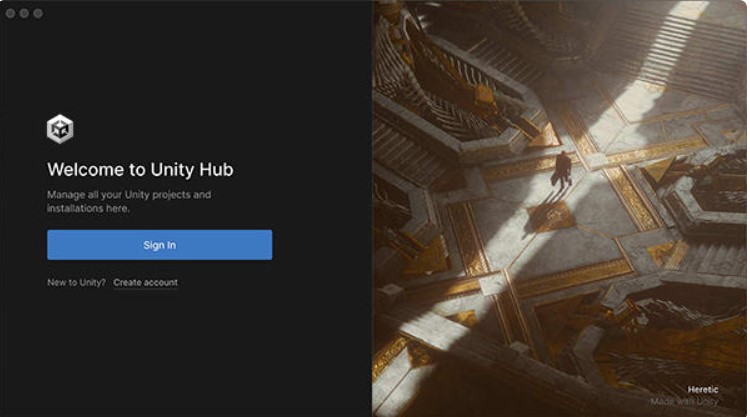 Welcome to Unity Hub
Manage all your Unity projects and
installations here.
Sign In
New to Unity? Create account
Heretic
Made with Unity